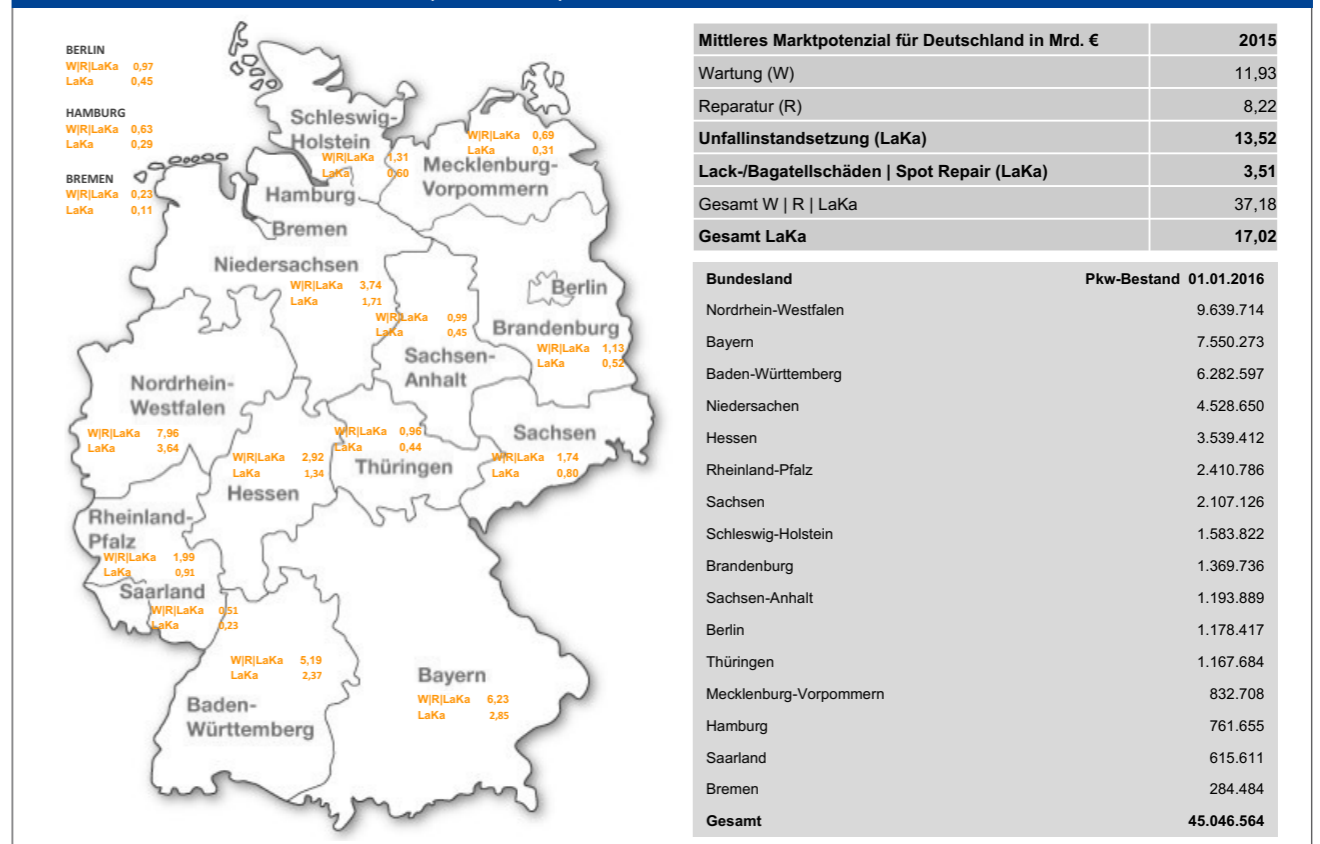 BERLIN
W|R|LaKa 0,97
LaKa 0,45
HAMBURG
W|R|LaKa 0,63
LaKa 0,29
BREMEN
W|R|LaKa 0,23
LaKa 0,11
Schleswig-
Holstein
W|R|LaKa 1,31
LaKa 0,60
W|R|LaKa 0,69
LaKa 0,31
Mecklenburg-
Vorpommern
Hamburg
Bremen
Niedersachsen
W|R|LaKa 3,74
LaKa 1,71
Berlin
Brandenburg
W|R|LaKa 1,13
LaKa 0,52
W|R|LaKa 0,99
LaKa 0,45
Sachsen-
Anhalt
Nordrhein-
Westfalen
W|R|LaKa 7,96
LaKa 3,64
W|R|LaKa 2,92
LaKa 1,34
Hessen
W|R|LaKa 0,96
LaKa 0,44
Thüringen
Sachsen
W|R|LaKa 1,74
LaKa 0,80
Rheinland-
Pfalz
W|R|LaKa 1,99
LaKa 0,91
Saarland
W|R|LaKa 0,51
LaKa 0,23
W|R|LaKa 5,19
LaKa 2,37
Baden-
Württemberg
Bayern
W|R|LaKa 6,23
LaKa 2,85
Mittleres Marktpotenzial für Deutschland in Mrd. € 2015
Wartung (W) 11,93
Reparatur (R) 8,22
Unfallinstandsetzung (LaKa) 13,52
Lack-/Bagatellschäden | Spot Repair (LaKa) 3,51
Gesamt W | R | LaKa 37,18
Gesamt LaKa 17,02
Bundesland Pkw-Bestand 01.01.2016
Nordrhein-Westfalen 9.639.714
Bayern 7.550.273
Baden-Württemberg 6.282.597
Niedersachen 4.528.650
Hessen 3.539.412
Rheinland-Pfalz 2.410.786
Sachsen 2.107.126
Schleswig-Holstein 1.583.822
Brandenburg 1.369.736
Sachsen-Anhalt 1.193.889
Berlin 1.178.417
Thüringen 1.167.684
Mecklenburg-Vorpommern 832.708
Hamburg 761.655
Saarland 615.611
Bremen 284.484
Gesamt 45.046.564